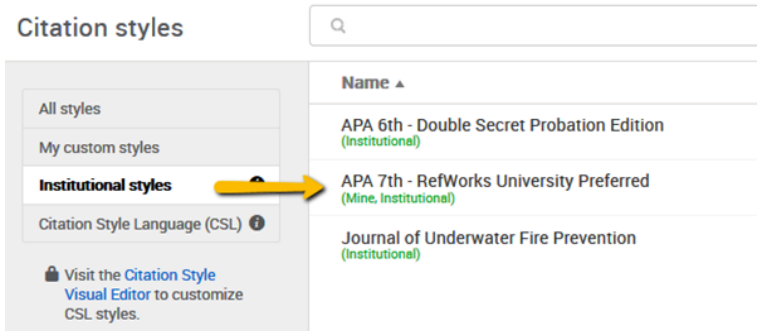 Citation styles
All styles
My custom styles
Institutional styles
Citation Style Language (CSL)
Visit the Citation Style
Visual Editor to customize
CSL styles.
Name
APA 6th - Double Secret Probation Edition
(Institutional)
APA 7th - RefWorks University Preferred
(Mine, Institutional)
Journal of Underwater Fire Prevention
(Institutional)